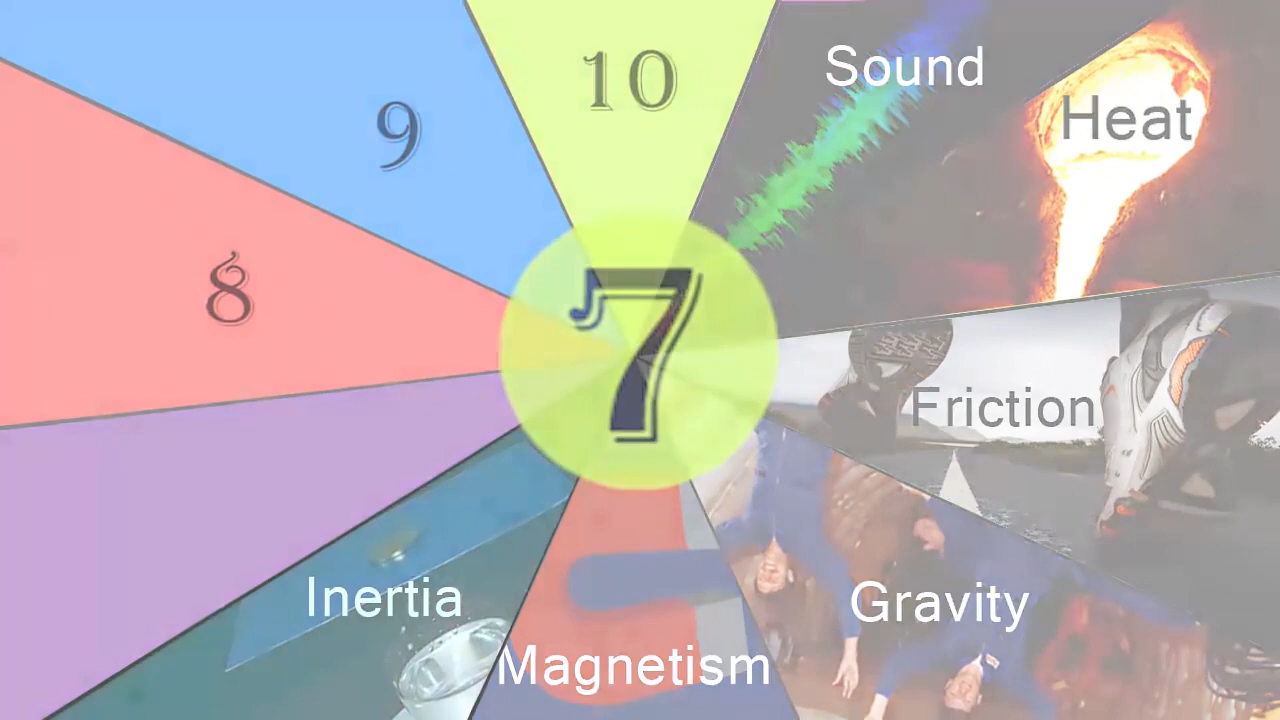 10
Sound
Heat
9
8
7
Friction
Inertia
Gravity
Magnetism